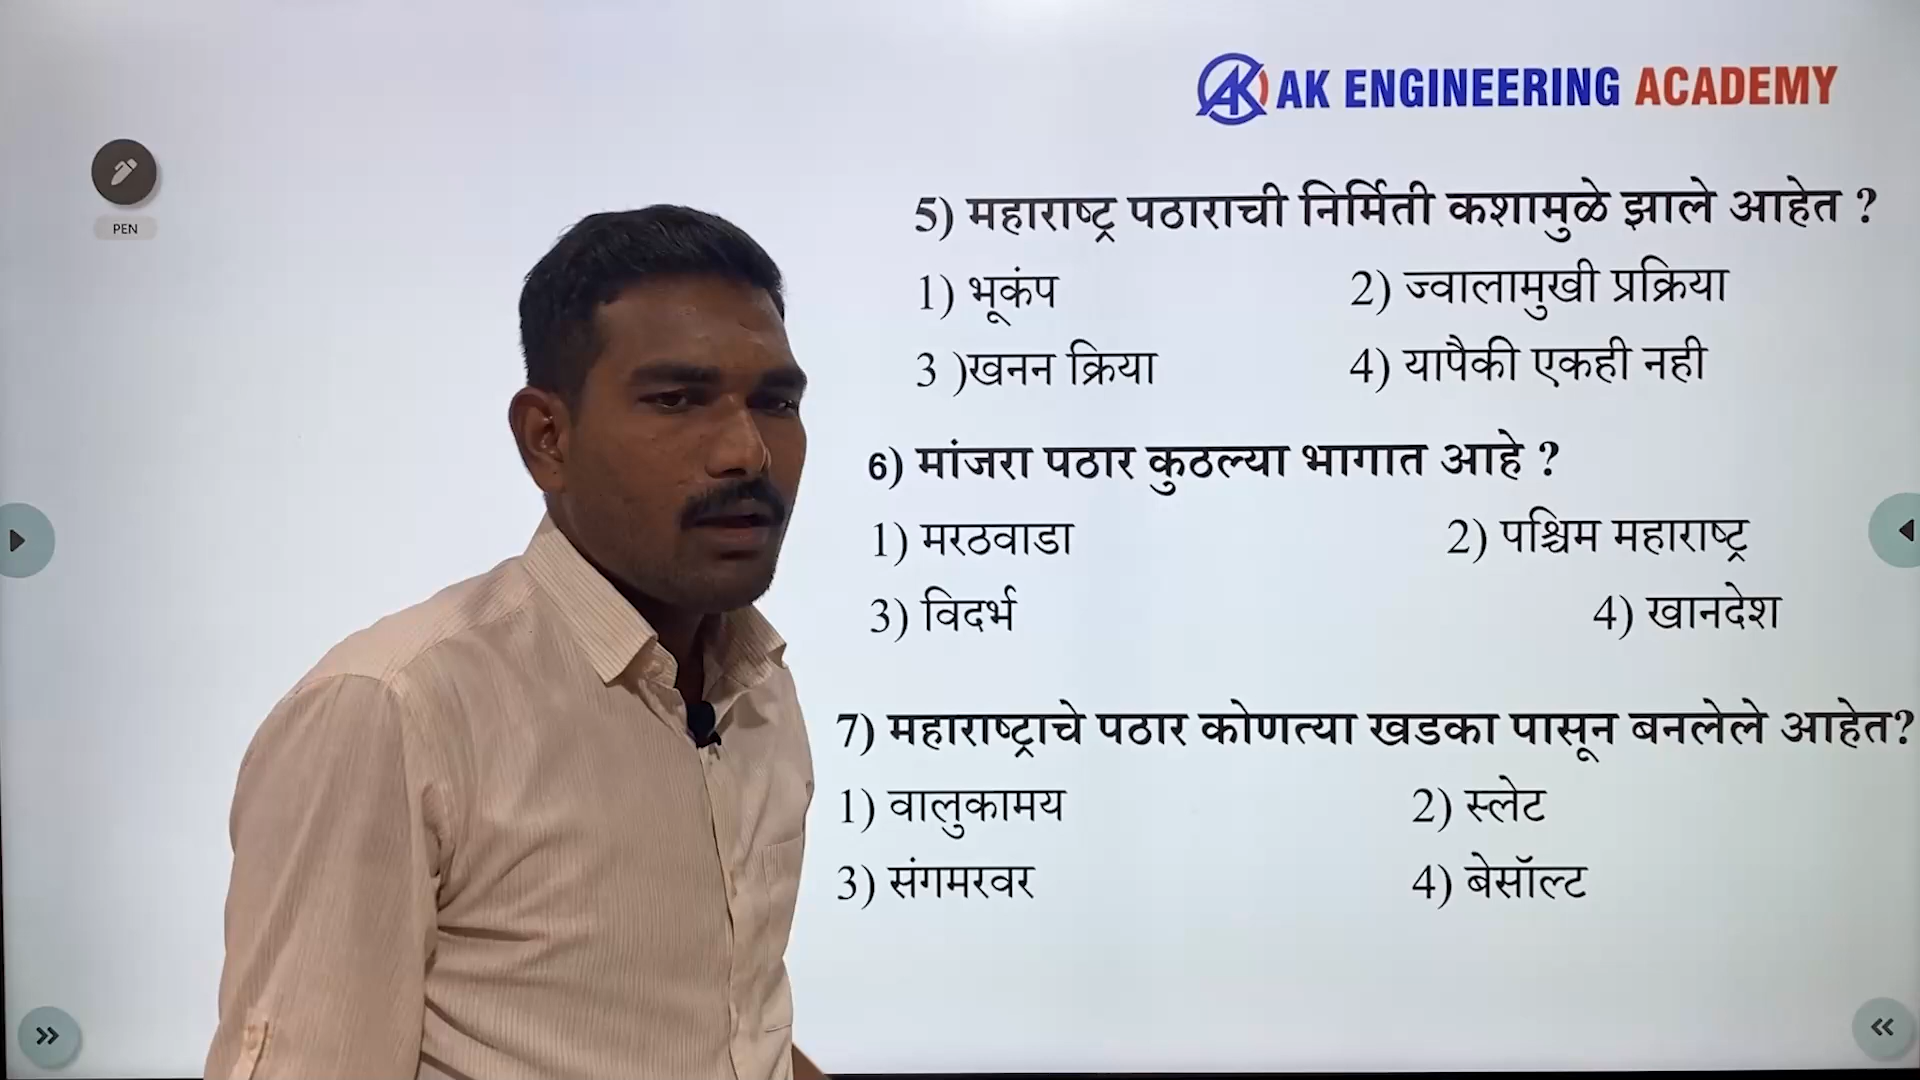 AK ENGINEERING ACADEMY
PEN
5) महाराष्ट्र पठाराची निर्मिती कशामुळे झाले आहेत ?
1) भूकंप 2) ज्वालामुखी प्रक्रिया
3 )खनन क्रिया 4) यापैकी एकही नही
6) मांजरा पठार कुठल्या भागात आहे ?
1) मरठवाडा 2) पश्चिम महाराष्ट्र
3) विदर्भ 4) खानदेश
7) महाराष्ट्राचे पठार कोणत्या खडका पासून बनलेले आहेत?
1) वालुकामय 2) स्लेट
3) संगमरवर 4) बेसॉल्ट